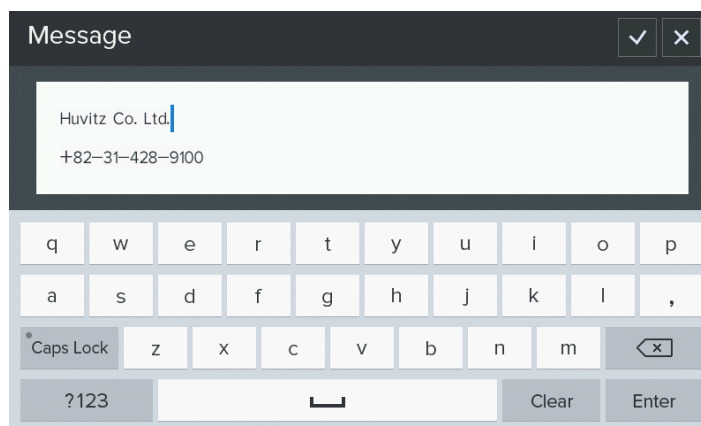 Message
Huvitz Co. Ltd.
+82–31–428–9100
q w e r t y u i o p
a s d f g h j k l ,
Caps Lock z x c v b n m
?123 Clear Enter